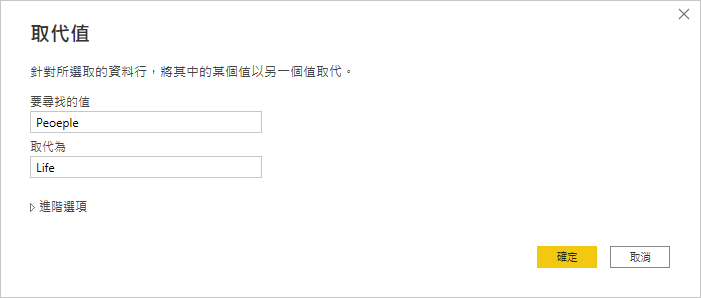 取代值
針對所選取的資料行，將其中的某個值以另一個值取代。
要尋找的值
Peoeple
取代為
Life
進階選項
確定
取消